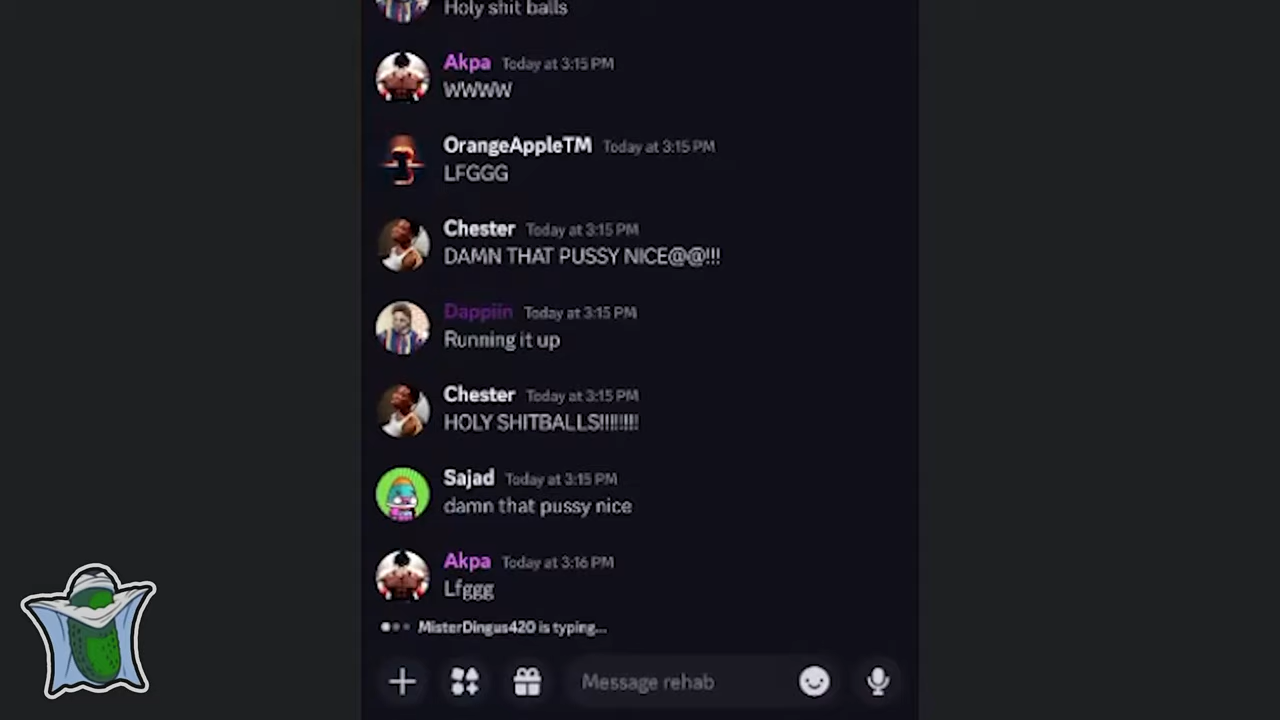 Holy shit balls
Akpa Today at 3:15 PM
WWWW
OrangeAppleTM Today at 3:15 PM
LFGGG
Chester Today at 3:15 PM
DAMN THAT PUSSY NICE@@!!!
Dappiin Today at 3:15 PM
Running it up
Chester Today at 3:15 PM
HOLY SHITBALLS!!!!!!!!
Sajad Today at 3:15 PM
damn that pussy nice
Akpa Today at 3:16 PM
Lfggg
MisterDingus420 is typing...
Message rehab